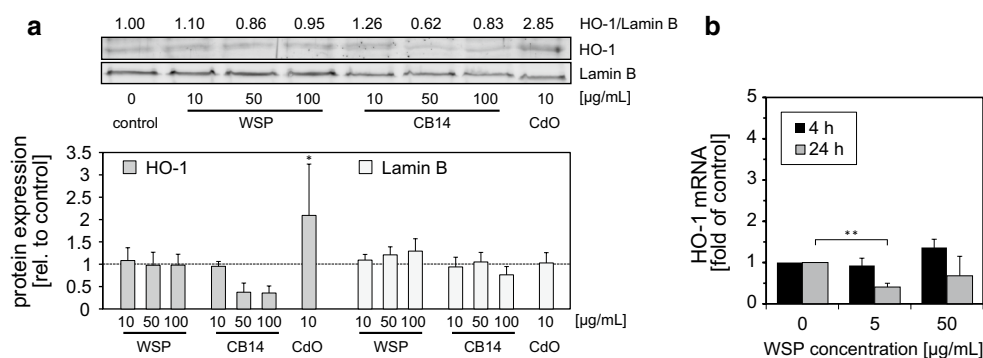 a
1.00 1.10 0.86 0.95 1.26 0.62 0.83 2.85 HO-1/Lamin B
HO-1
Lamin B
0 10 50 100 10 50 100 10 [µg/mL]
control WSP CB14 CdO
protein expression
[rel. to control]
3.5
3
2.5
2
1.5
1
0.5
0
HO-1
Lamin B
*
10 50 100 10 50 100 10 10 50 100 10 50 100 10 [µg/mL]
WSP CB14 CdO WSP CB14 CdO
b
HO-1 mRNA
[fold of control]
5
4
3
2
1
0
4 h
24 h
**
0 5 50
WSP concentration [µg/mL]